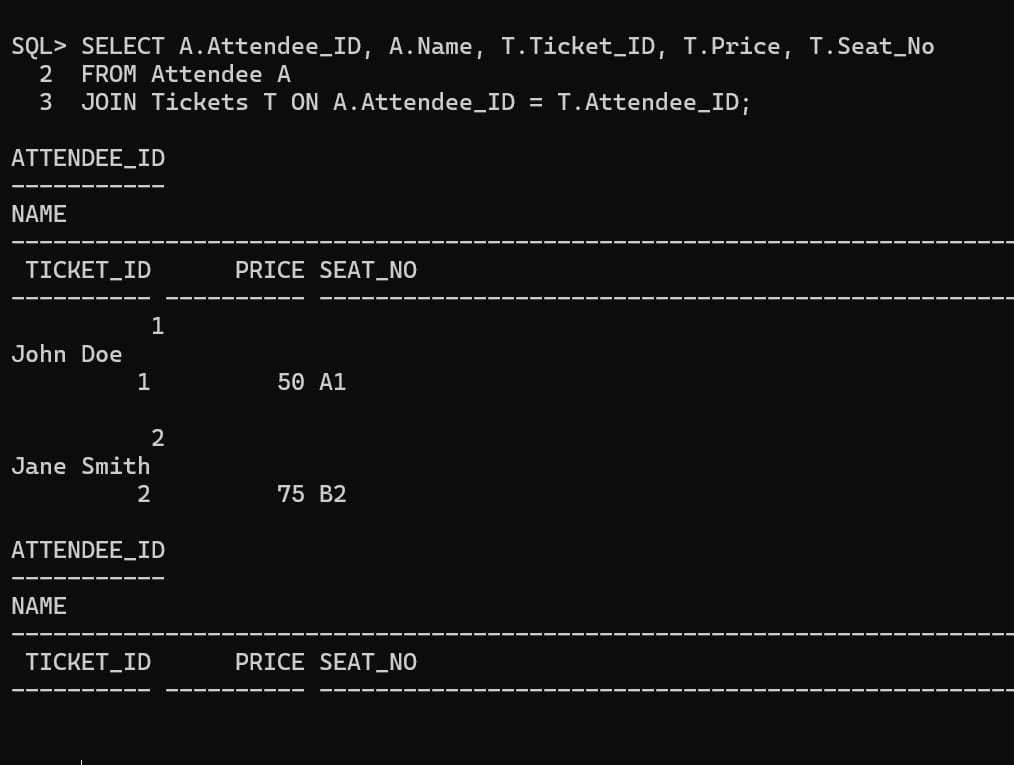 SQL> SELECT A.Attendee_ID, A.Name, T.Ticket_ID, T.Price, T.Seat_No
  2  FROM Attendee A
  3  JOIN Tickets T ON A.Attendee_ID = T.Attendee_ID;

ATTENDEE_ID
-----------
NAME
------------------------------------------------------------------------
 TICKET_ID      PRICE SEAT_NO
---------- ---------- --------------------------------------------------
          1
John Doe
         1         50 A1

          2
Jane Smith
         2         75 B2

ATTENDEE_ID
-----------
NAME
------------------------------------------------------------------------
 TICKET_ID      PRICE SEAT_NO
---------- ---------- --------------------------------------------------